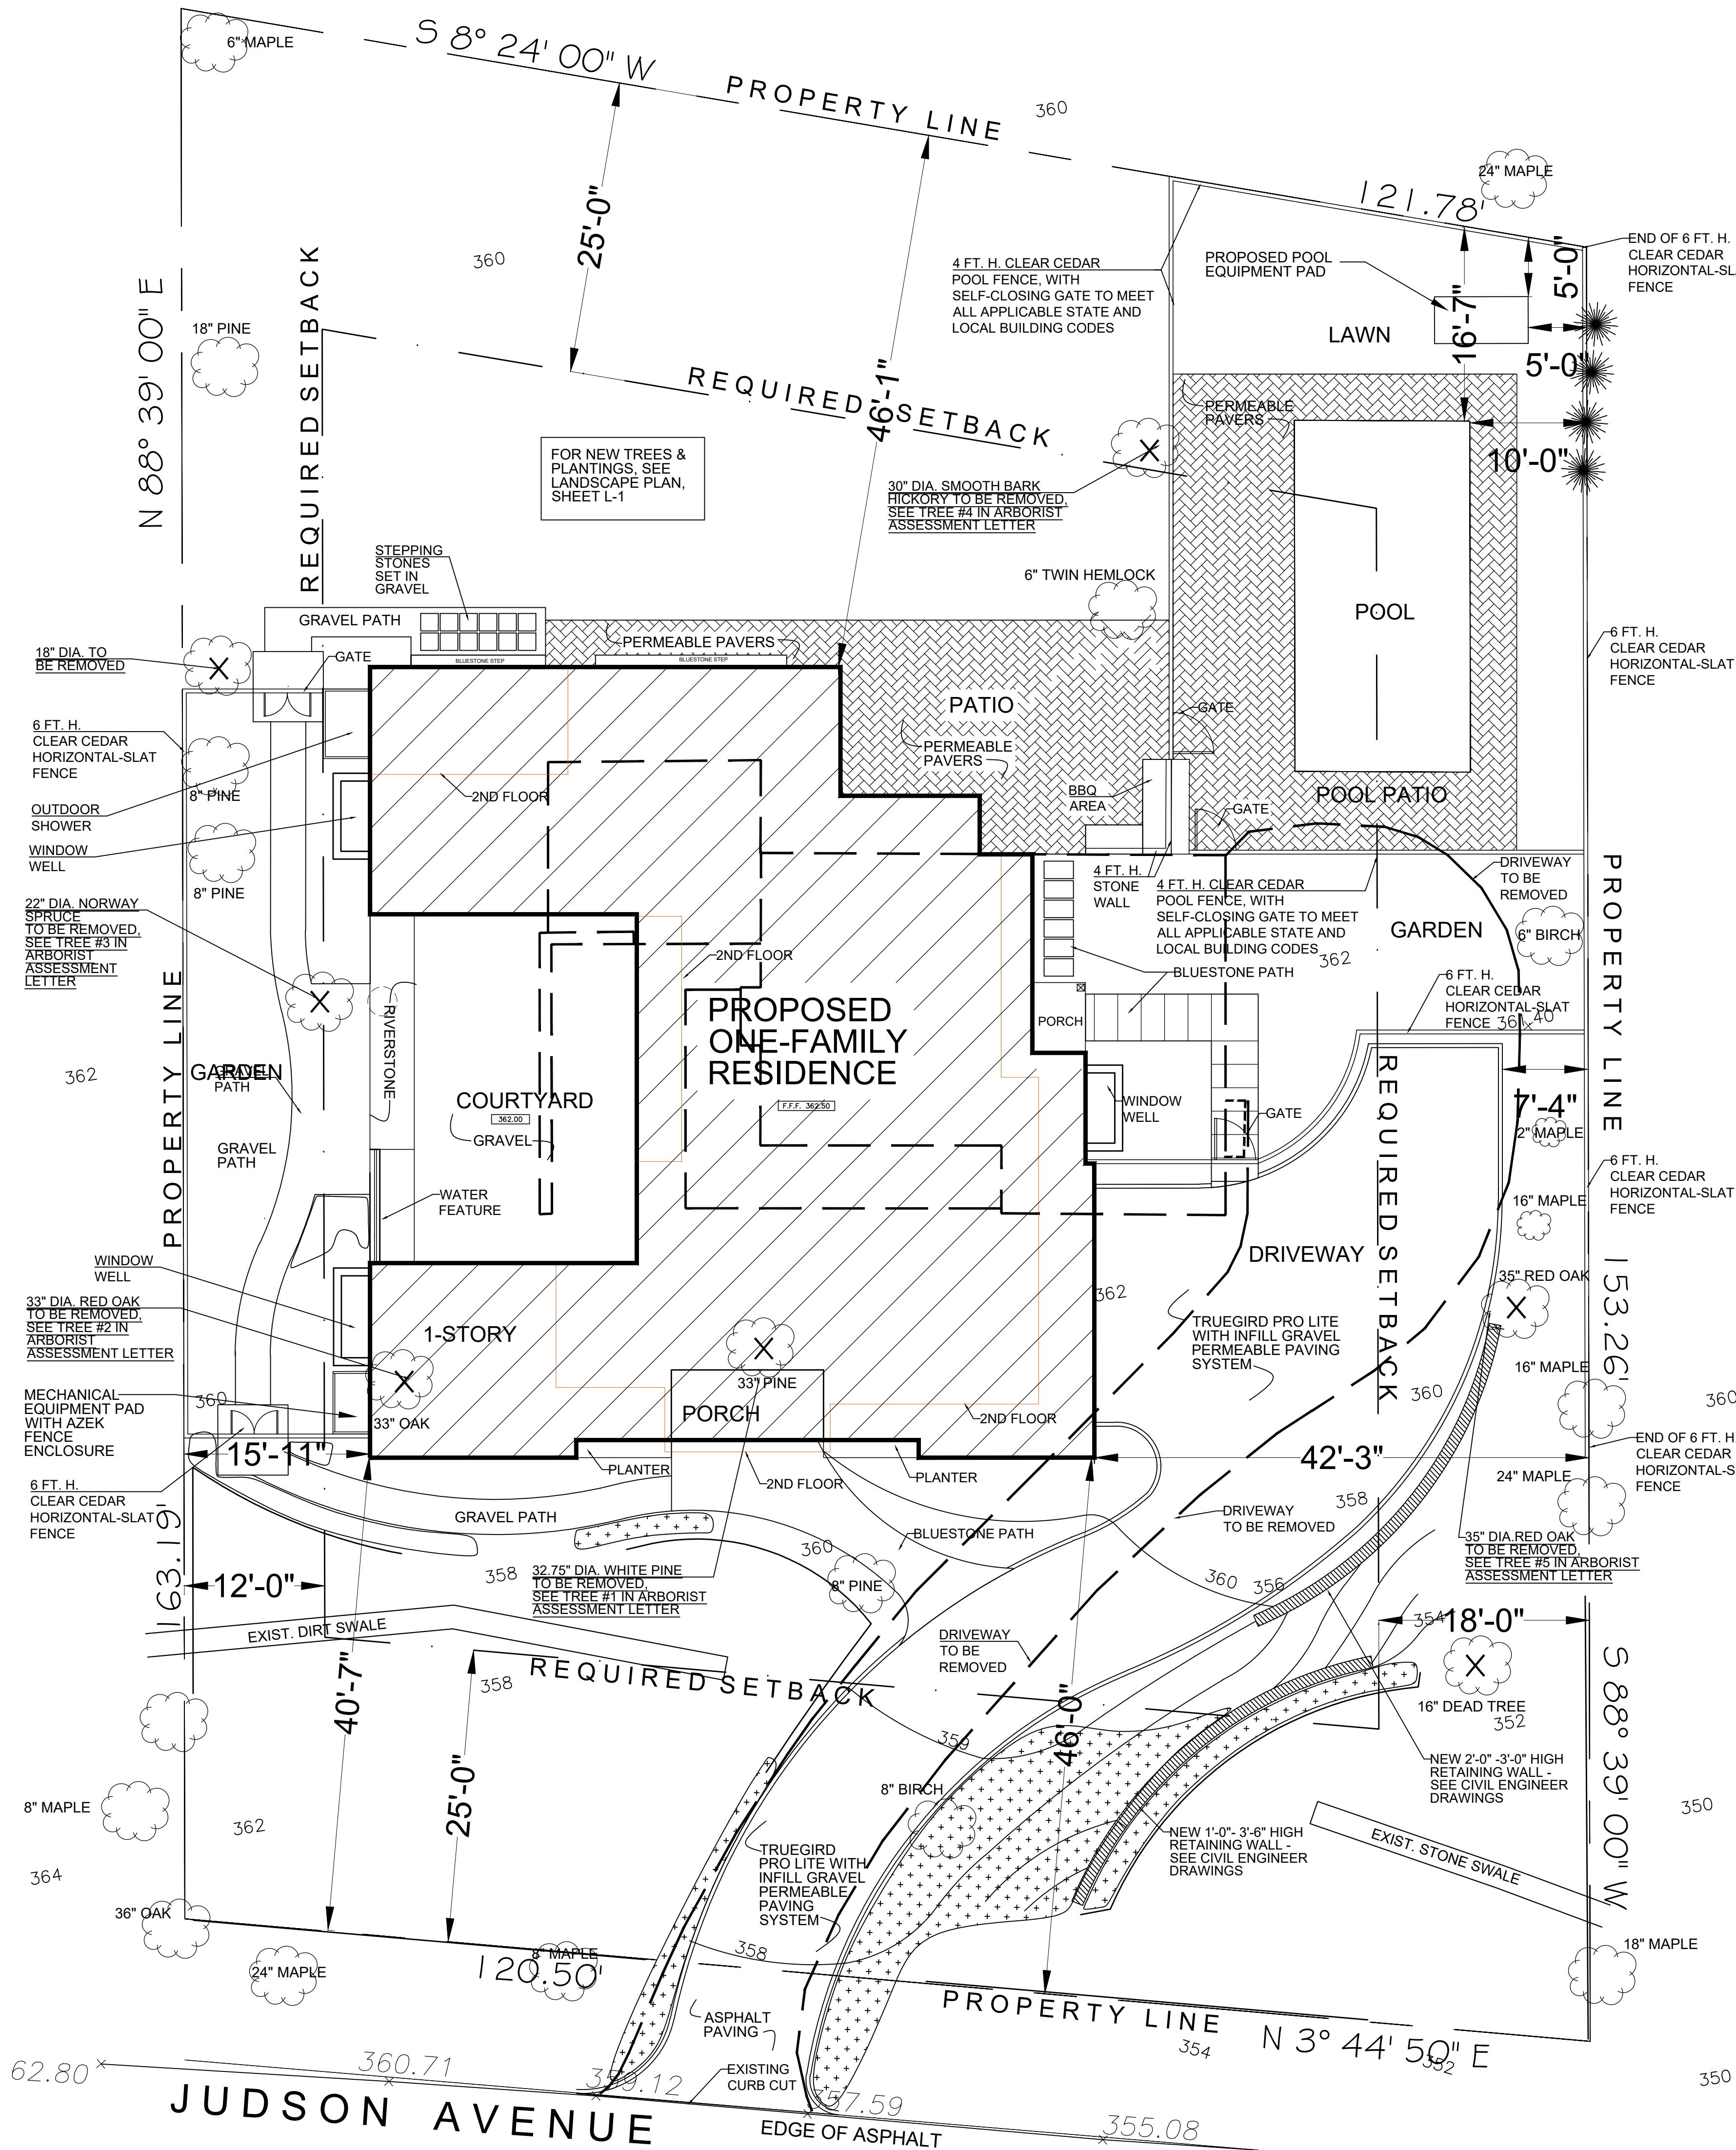 6" MAPLE
S 8° 24' 00" W
PROPERTY LINE
360
24" MAPLE
121.78'
25'-0"
360
46'-1"
4 FT. H. CLEAR CEDAR
POOL FENCE, WITH
SELF-CLOSING GATE TO MEET
ALL APPLICABLE STATE AND
LOCAL BUILDING CODES
PROPOSED POOL
EQUIPMENT PAD
LAWN
16'-7"
5'-0"
5'-0"
END OF 6 FT. H.
CLEAR CEDAR
HORIZONTAL-SLA
FENCE
N 88° 39' 00" E
REQUIRED SETBACK
18" PINE
REQUIRED SETBACK
PERMEABLE
PAVERS
10'-0"
FOR NEW TREES &
PLANTINGS, SEE
LANDSCAPE PLAN,
SHEET L-1
30" DIA. SMOOTH BARK
HICKORY TO BE REMOVED,
SEE TREE #4 IN ARBORIST
ASSESSMENT LETTER
STEPPING
STONES
SET IN
GRAVEL
6" TWIN HEMLOCK
POOL
GRAVEL PATH
PERMEABLE PAVERS
BLUESTONE STEP
BLUESTONE STEP
18" DIA. TO
BE REMOVED
GATE
6 FT. H.
CLEAR CEDAR
HORIZONTAL-SLAT
FENCE
PATIO
GATE
PERMEABLE
PAVERS
6 FT. H.
CLEAR CEDAR
HORIZONTAL-SLAT
FENCE
8" PINE
2ND FLOOR
BBQ
AREA
POOL PATIO
GATE
OUTDOOR
SHOWER
WINDOW
WELL
8" PINE
4 FT. H.
STONE
WALL
4 FT. H. CLEAR CEDAR
POOL FENCE, WITH
SELF-CLOSING GATE TO MEET
ALL APPLICABLE STATE AND
LOCAL BUILDING CODES
DRIVEWAY
TO BE
REMOVED
PROPERTY LINE
22" DIA. NORWAY
SPRUCE
TO BE REMOVED,
SEE TREE #3 IN
ARBORIST
ASSESSMENT
LETTER
2ND FLOOR
GARDEN
6" BIRCH
362
BLUESTONE PATH
6 FT. H.
CLEAR CEDAR
HORIZONTAL-SLAT
FENCE
361.40
PROPERTY LINE
RIVERSTONE
PROPOSED
ONE-FAMILY
RESIDENCE
F.F.F. 362.50
PORCH
362
GARDEN
GRAVEL
PATH
COURTYARD
362.00
GRAVEL
WINDOW
WELL
GATE
REQUIRED SETBACK
7'-4"
2" MAPLE
GRAVEL
PATH
6 FT. H.
CLEAR CEDAR
HORIZONTAL-SLAT
FENCE
WATER
FEATURE
16" MAPLE
WINDOW
WELL
DRIVEWAY
35" RED OAK
153.26'
33" DIA. RED OAK
TO BE REMOVED,
SEE TREE #2 IN
ARBORIST
ASSESSMENT LETTER
362
1-STORY
TRUEGIRD PRO LITE
WITH INFILL GRAVEL
PERMEABLE PAVING
SYSTEM
16" MAPLE
MECHANICAL
EQUIPMENT PAD
WITH AZEK
FENCE
ENCLOSURE
360
33" OAK
33" PINE
PORCH
2ND FLOOR
360
360
15'-11"
42'-3"
END OF 6 FT. H
CLEAR CEDAR
HORIZONTAL-S
FENCE
PLANTER
2ND FLOOR
PLANTER
24" MAPLE
6 FT. H.
CLEAR CEDAR
HORIZONTAL-SLAT
FENCE
163.19'
GRAVEL PATH
BLUESTONE PATH
358
DRIVEWAY
TO BE REMOVED
35" DIA.RED OAK
TO BE REMOVED,
SEE TREE #5 IN ARBORIST
ASSESSMENT LETTER
360
358
32.75" DIA. WHITE PINE
TO BE REMOVED,
SEE TREE #1 IN ARBORIST
ASSESSMENT LETTER
8" PINE
360
356
12'-0"
354
18'-0"
EXIST. DIRT SWALE
DRIVEWAY
TO BE
REMOVED
40'-7"
358
REQUIRED SETBACK
46'-0"
16" DEAD TREE
352
S 88° 39' 00" W
359
25'-0"
NEW 2'-0" -3'-0" HIGH
RETAINING WALL -
SEE CIVIL ENGINEER
DRAWINGS
8" MAPLE
362
8" BIRCH
350
NEW 1'-0"- 3'-6" HIGH
RETAINING WALL -
SEE CIVIL ENGINEER
DRAWINGS
EXIST. STONE SWALE
TRUEGIRD
PRO LITE WITH
INFILL GRAVEL
PERMEABLE
PAVING
SYSTEM
364
36" OAK
24" MAPLE
8" MAPLE
120.50'
358
18" MAPLE
PROPERTY LINE
N 3° 44' 50" E
ASPHALT
PAVING
354
352
350
62.80
360.71
359.12
EXISTING
CURB CUT
357.59
355.08
JUDSON AVENUE
EDGE OF ASPHALT